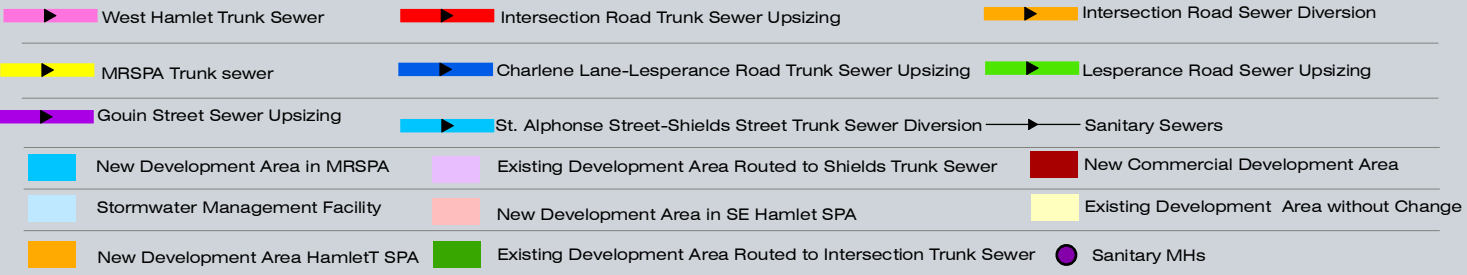 West Hamlet Trunk Sewer
Intersection Road Trunk Sewer Upsizing
Intersection Road Sewer Diversion
MRSPA Trunk sewer
Charlene Lane-Lesperance Road Trunk Sewer Upsizing
Lesperance Road Sewer Upsizing
Gouin Street Sewer Upsizing
St. Alphonse Street-Shields Street Trunk Sewer Diversion
Sanitary Sewers
New Development Area in MRSPA
Existing Development Area Routed to Shields Trunk Sewer
New Commercial Development Area
Stormwater Management Facility
New Development Area in SE Hamlet SPA
Existing Development Area without Change
New Development Area HamletT SPA
Existing Development Area Routed to Intersection Trunk Sewer
Sanitary MHs